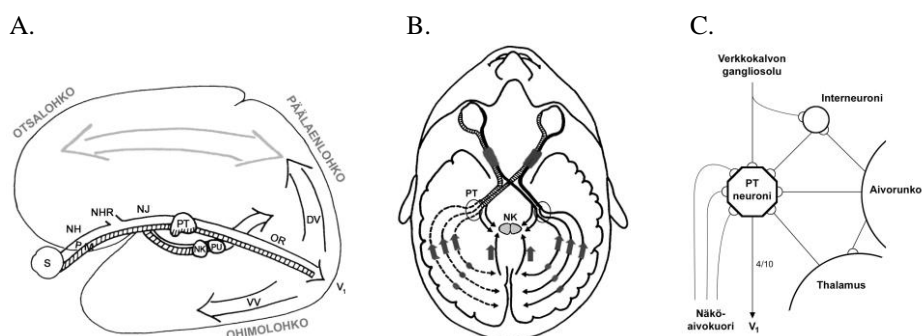 A.
B.
C.
OTSALOHKO
PÄÄLAENLOHKO
OHIMOLOHKO
S
NH
P
M
NHR
NJ
PT
NK
PU
OR
DV
VV
V₁
PT
NK
Verkkokalvon
gangliosolu
Interneuroni
PT
neuroni
Aivorunko
4/10
Thalamus
Näkö-
aivokuori
V₁